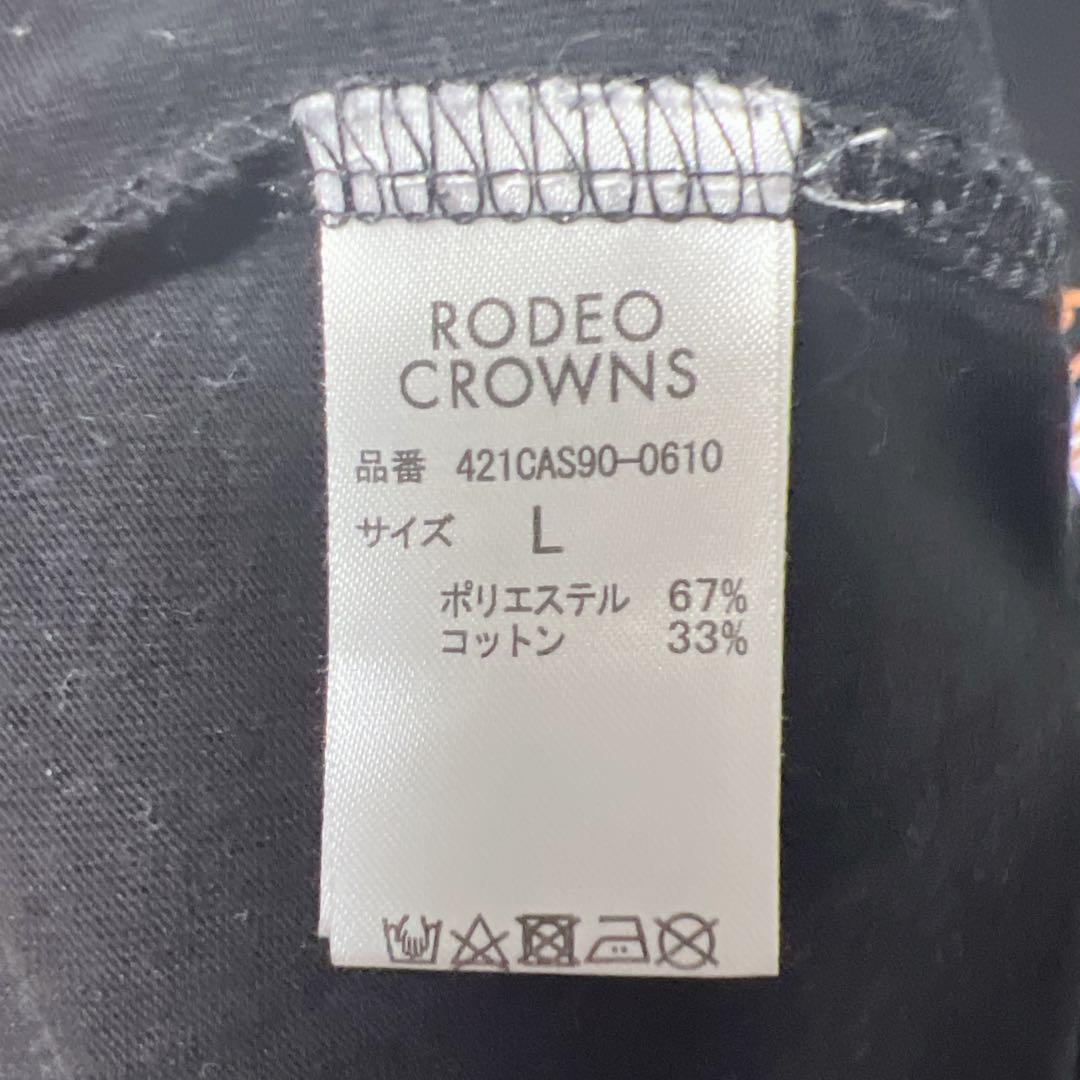 RODEO
CROWNS
品番 421CAS90-0610
サイズ L
ポリエステル 67%
コットン 33%